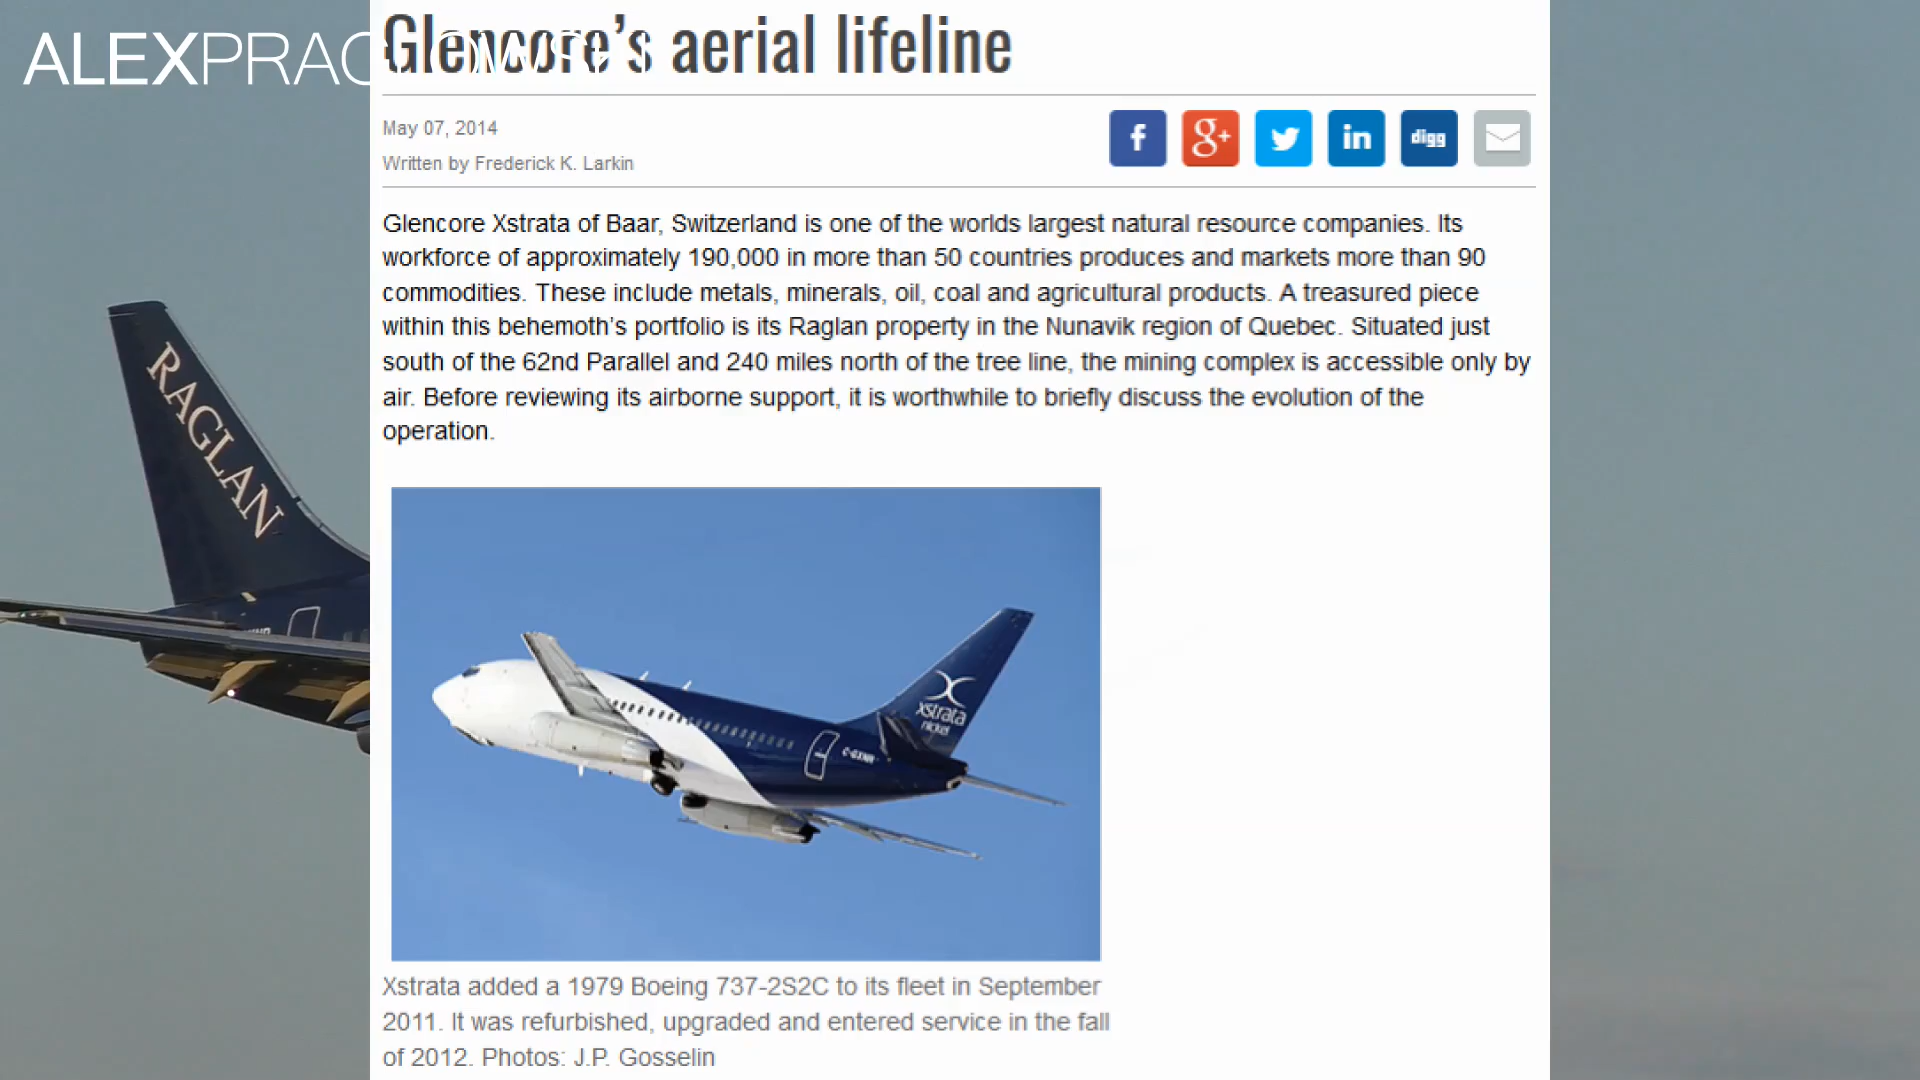 ALEXPRAC
Glencore's aerial lifeline
May 07, 2014
Written by Frederick K. Larkin
f
g+
in
digg
Glencore Xstrata of Baar, Switzerland is one of the worlds largest natural resource companies. Its
workforce of approximately 190,000 in more than 50 countries produces and markets more than 90
commodities. These include metals, minerals, oil, coal and agricultural products. A treasured piece
within this behemoth's portfolio is its Raglan property in the Nunavik region of Quebec. Situated just
south of the 62nd Parallel and 240 miles north of the tree line, the mining complex is accessible only by
air. Before reviewing its airborne support, it is worthwhile to briefly discuss the evolution of the
operation.
RAGLAN
xstrata
nickel
Xstrata added a 1979 Boeing 737-2S2C to its fleet in September
2011. It was refurbished, upgraded and entered service in the fall
of 2012. Photos: J.P. Gosselin